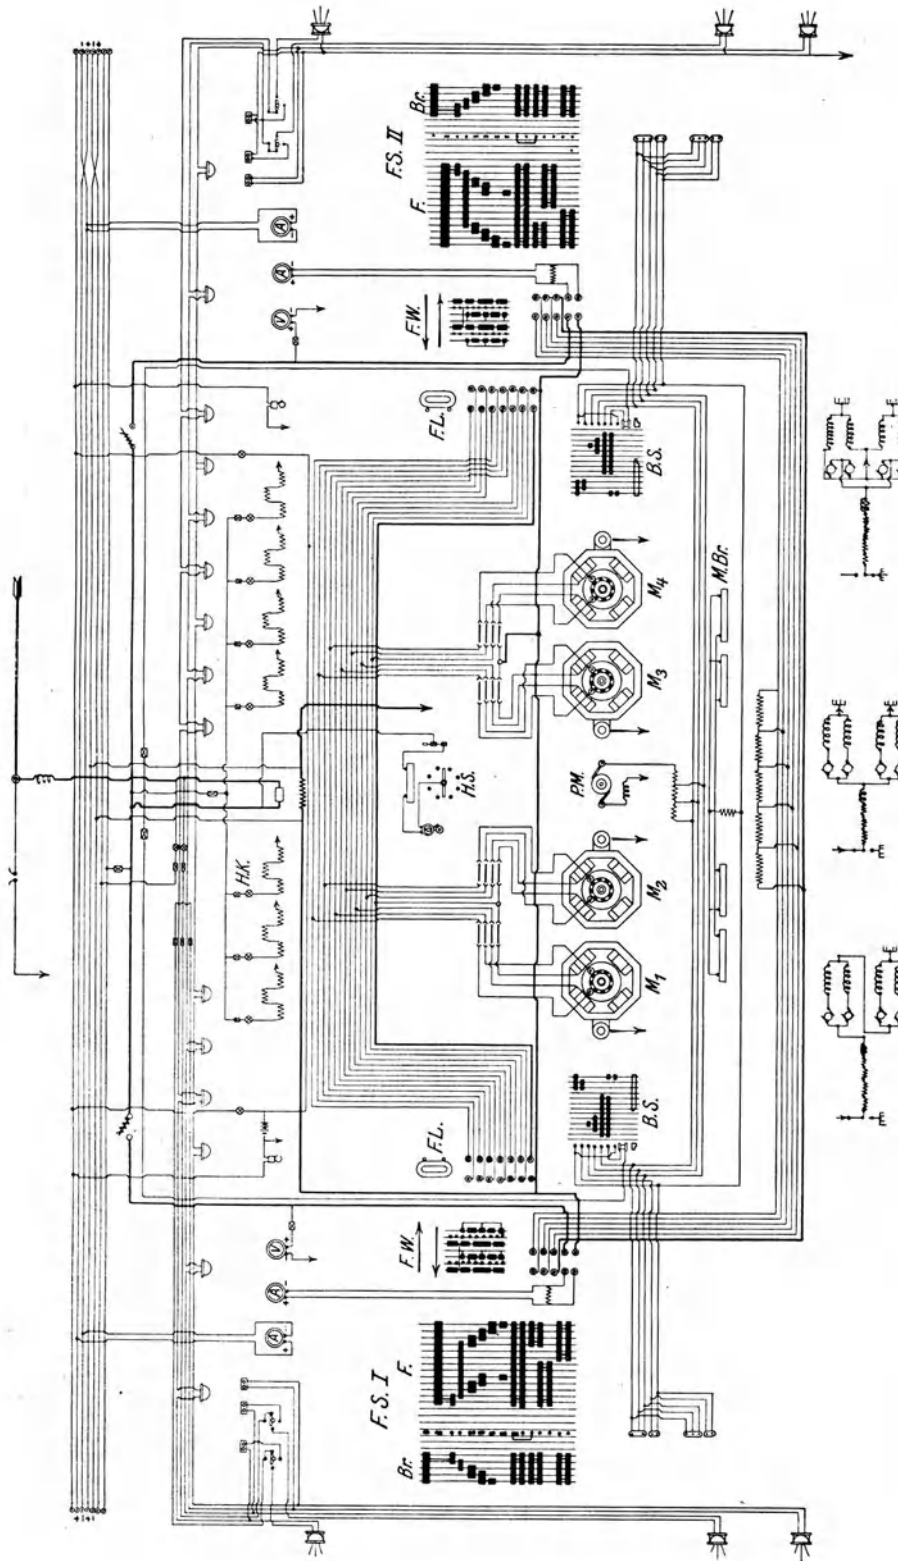 F.S. I
Br.
F.
F.W.
F.L.
B.S.
A
A
V
H.K.
H.S.
M1
M2
P.M.
M3
M4
M.Br.
B.S.
F.L.
F.W.
V
A
A
F.S. II
F.
Br.